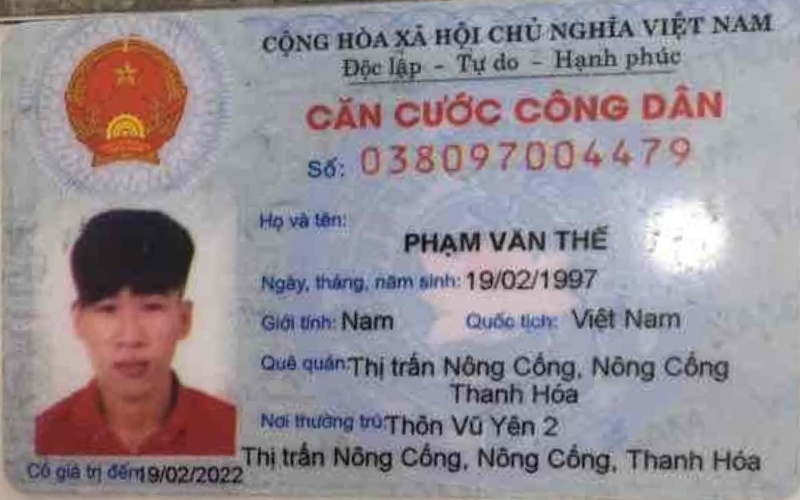 CỘNG HÒA XÃ HỘI CHỦ NGHĨA VIỆT NAM
Độc lập - Tự do - Hạnh phúc
CĂN CƯỚC CÔNG DÂN
Số: 038097004479
Họ và tên:
PHẠM VĂN THẾ
Ngày, tháng, năm sinh: 19/02/1997
Giới tính: Nam Quốc tịch: Việt Nam
Quê quán: Thị trấn Nông Cống, Nông Cống
Thanh Hóa
Nơi thường trú: Thôn Vũ Yên 2
Thị trấn Nông Cống, Nông Cống, Thanh Hóa
Có giá trị đến 19/02/2022